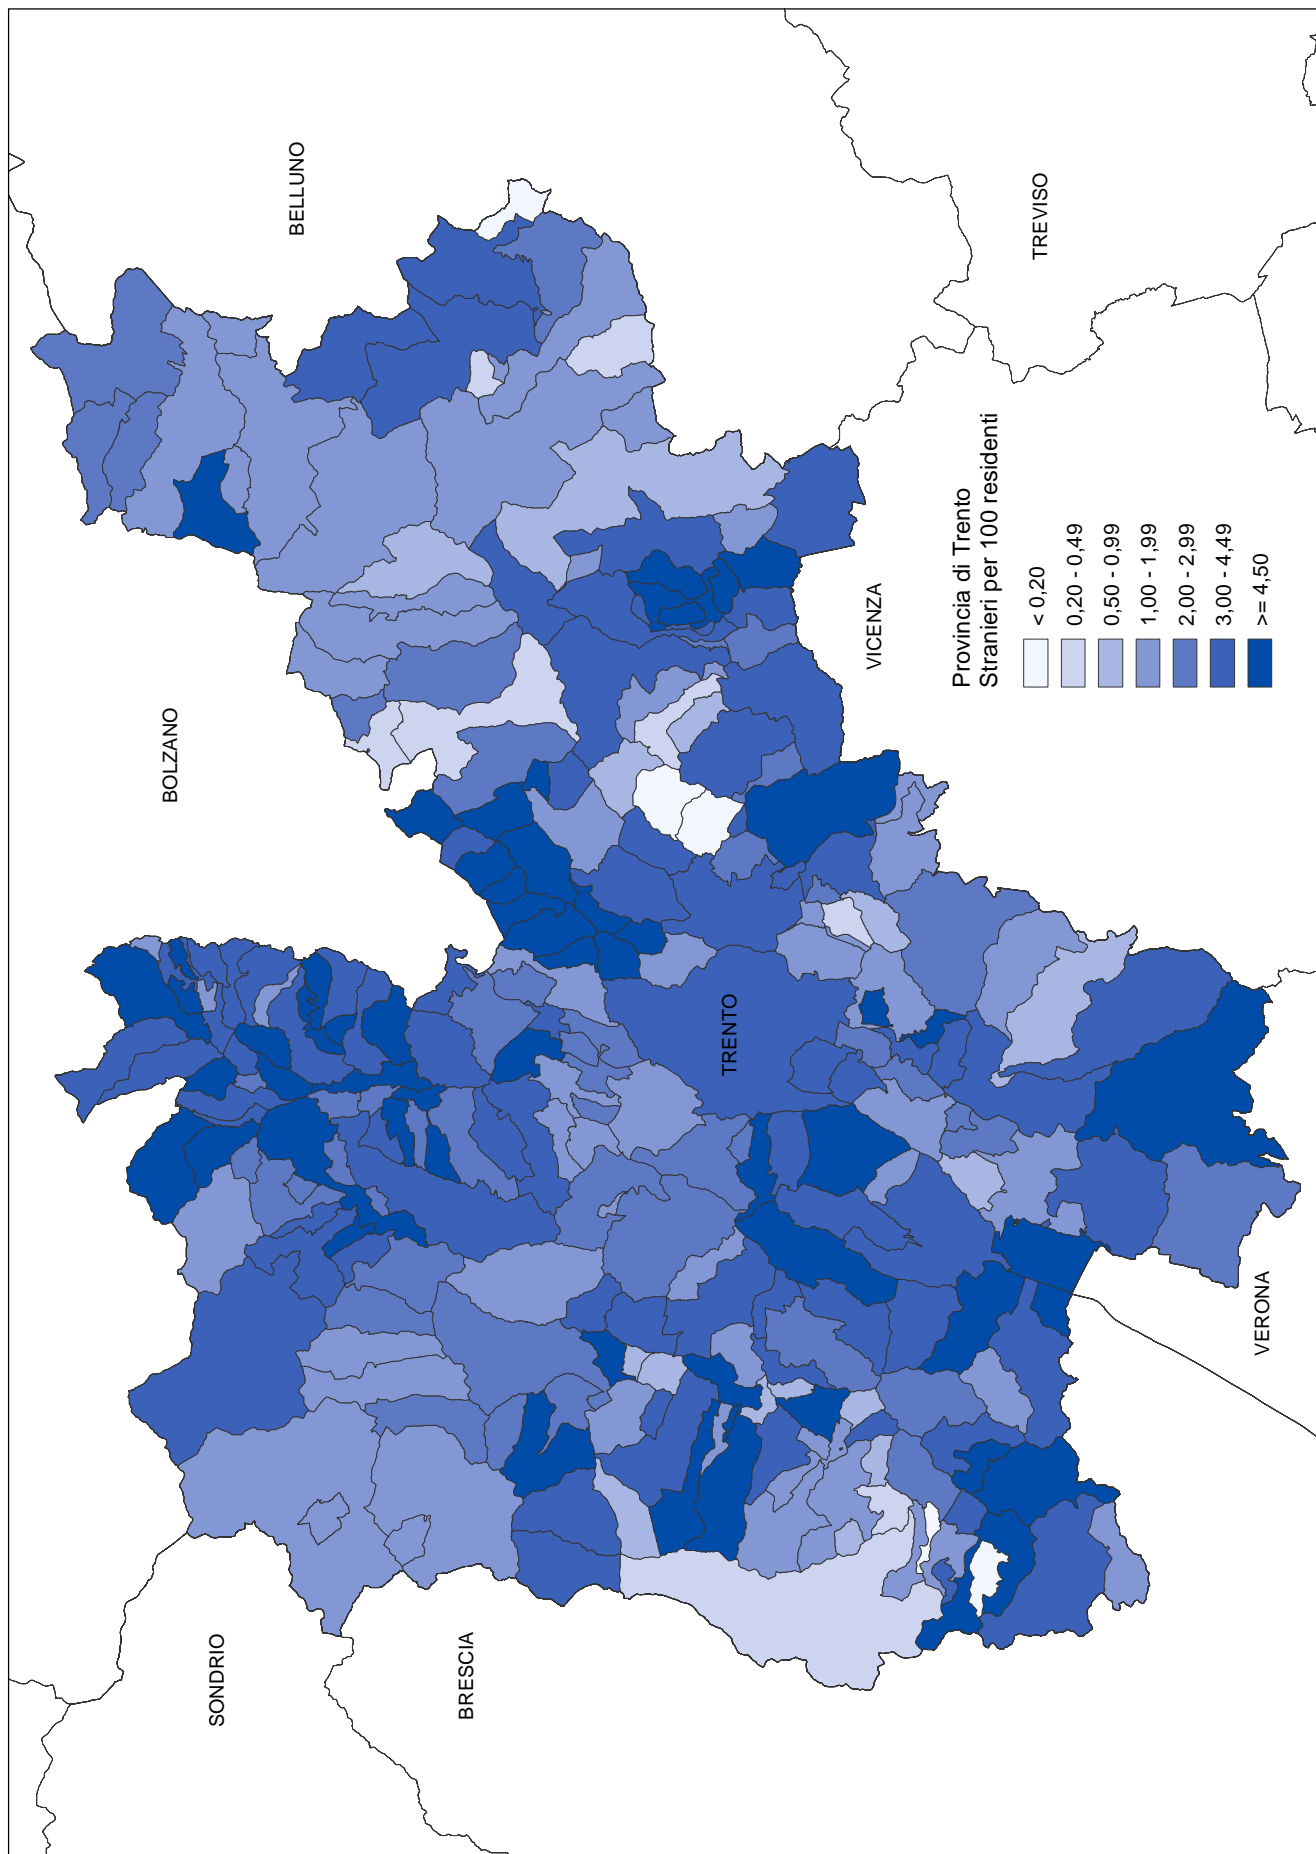 SONDRIO
BOLZANO
BELLUNO
BRESCIA
TRENTO
VICENZA
TREVISO
VERONA
Provincia di Trento
Stranieri per 100 residenti
< 0,20
0,20 - 0,49
0,50 - 0,99
1,00 - 1,99
2,00 - 2,99
3,00 - 4,49
>= 4,50